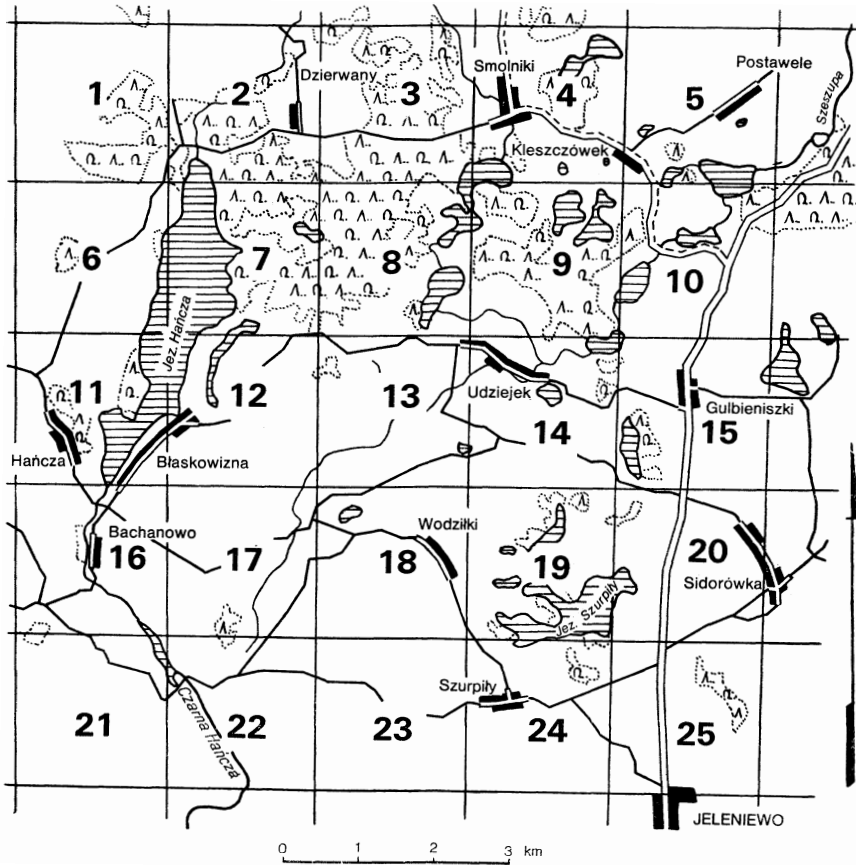 1
2
Dzierwany
3
Smolniki
4
Postawele
5
Szeszupa
Kleszczówek
6
7
8
9
10
Jez. Hańcza
11
12
13
Udziejek
14
Gulbieniszki
15
Hańcza
Błaskowizna
Bachanowo
16
17
Wodziłki
18
19
20
Sidorówka
Jez. Szurpiły
Szurpiły
21
Czarna Hańcza
22
23
24
25
JELENIEWO
0 1 2 3 km